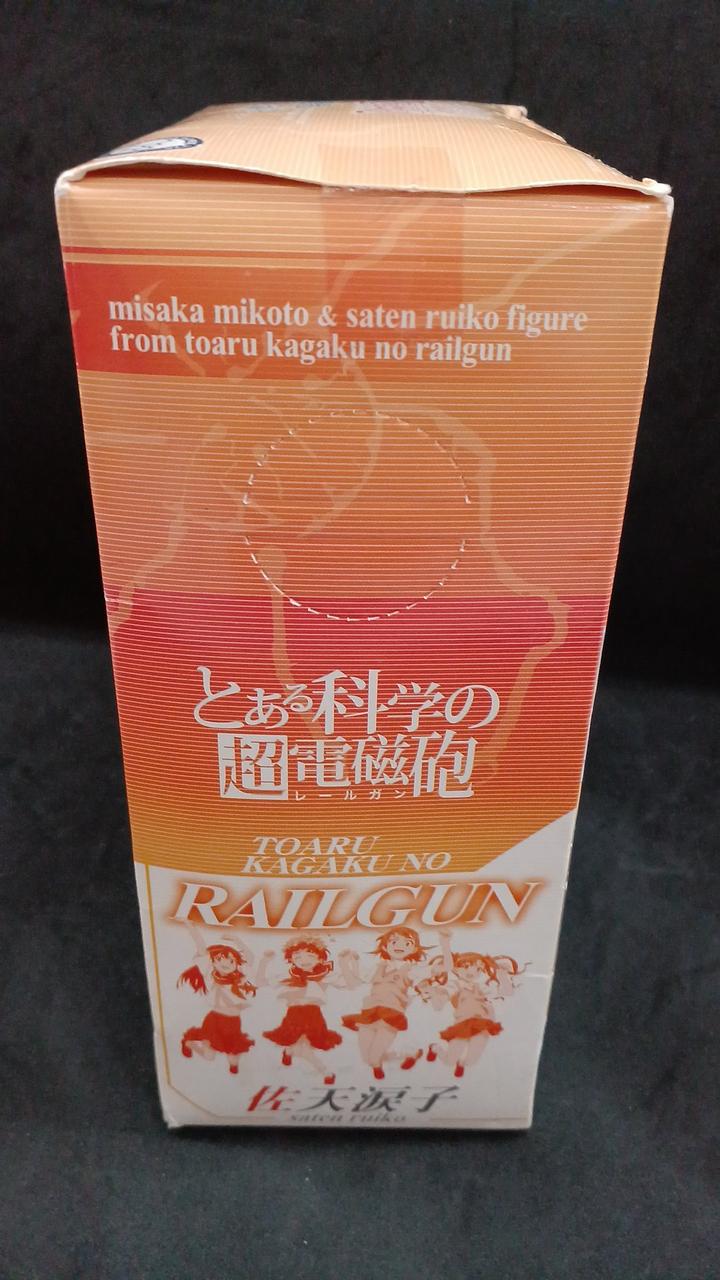 misaka mikoto & saten ruiko figure
from toaru kagaku no railgun
とある科学の
超電磁砲
レールガン
TOARU
KAGAKU NO
RAILGUN
佐天涙子
saten ruiko